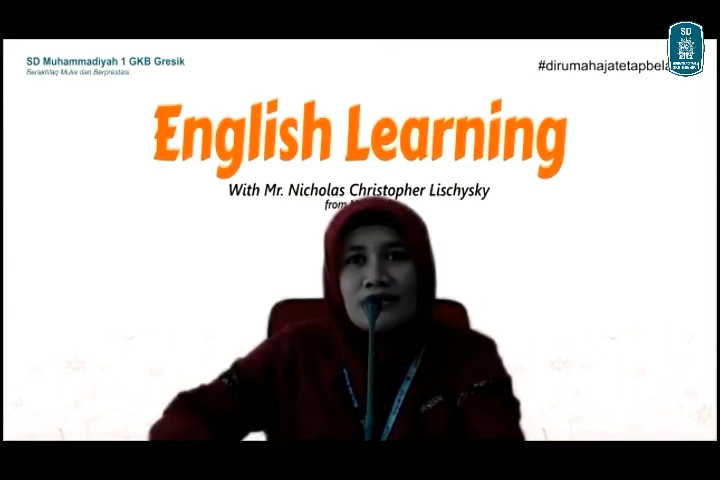 SD Muhammadiyah 1 GKB Gresik
Berakhlaq Mulia dan Berprestasi
#dirumahajatetapbela
SD
English Learning
With Mr. Nicholas Christopher Lischysky
from